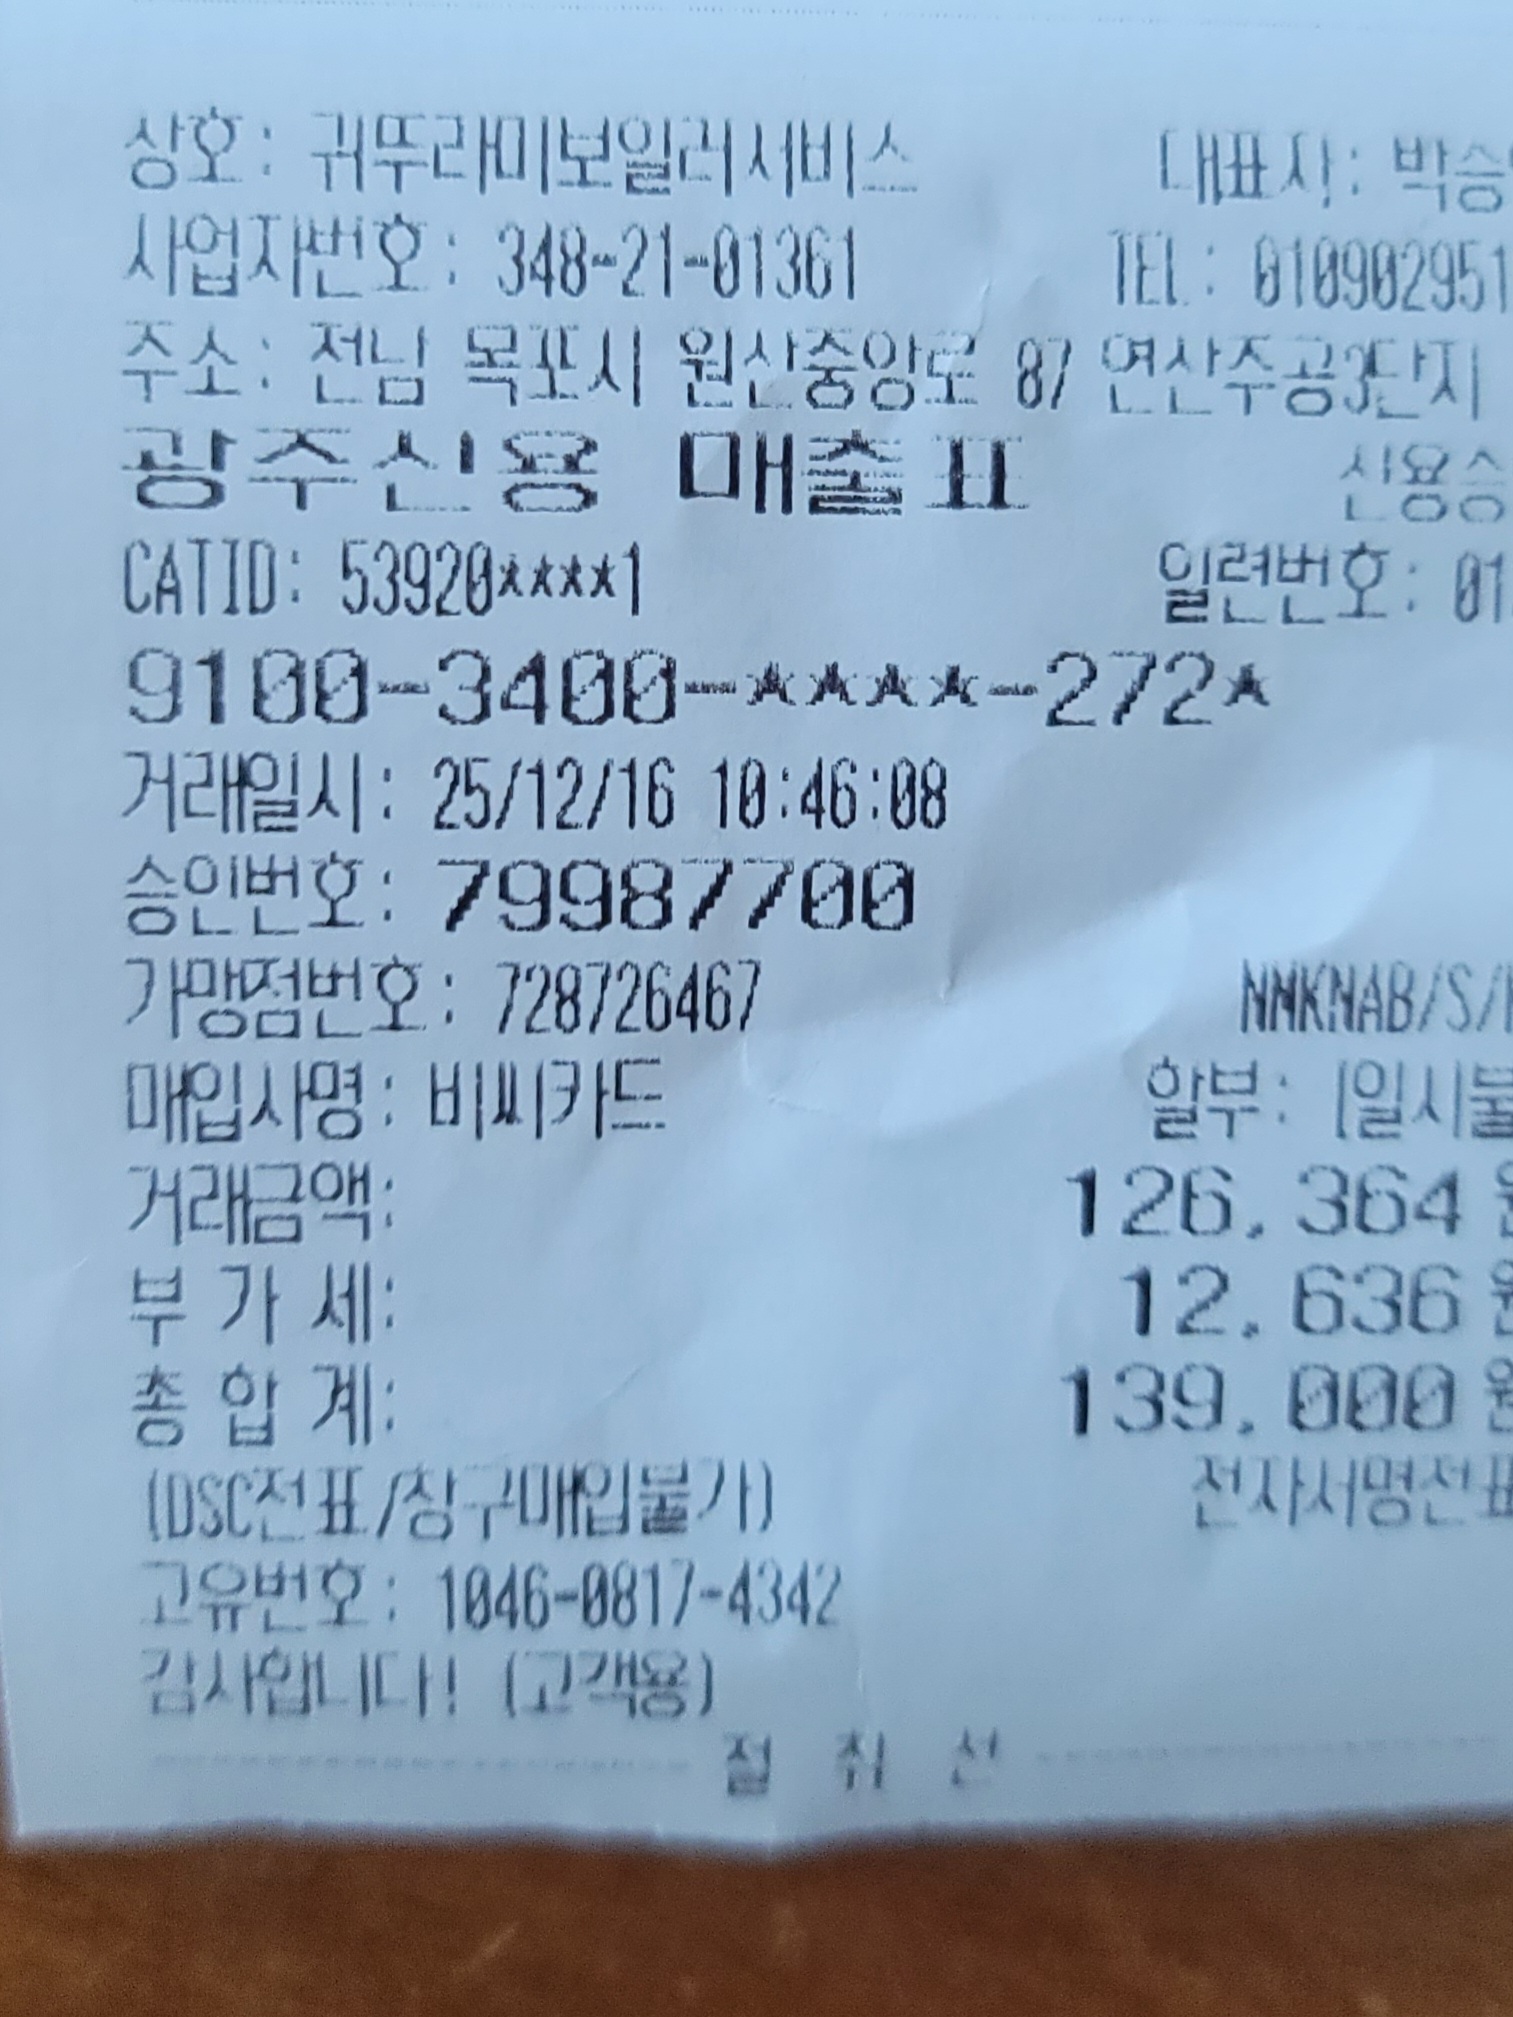 상호: 귀뚜라미보일러서비스 대표자: 박승
사업자번호: 348-21-01361 TEL: 010902951
주소: 전남 목포시 원산중앙로 87 연산주공3단지
광주신용 매출표 신용승
CATID: 53920****1 일련번호: 01
9100-3400-****-272*
거래일시: 25/12/16 10:46:08
승인번호: 79987700
가맹점번호: 728726467 NNKNAB/S/
매입사명: 비씨카드 할부: [일시불
거래금액: 126,364 원
부 가 세: 12,636 원
총 합 계: 139,000 원
(DSC전표/창구매입불가) 전자서명전표
고유번호: 1046-0817-4342
감사합니다! (고객용)
절 취 선